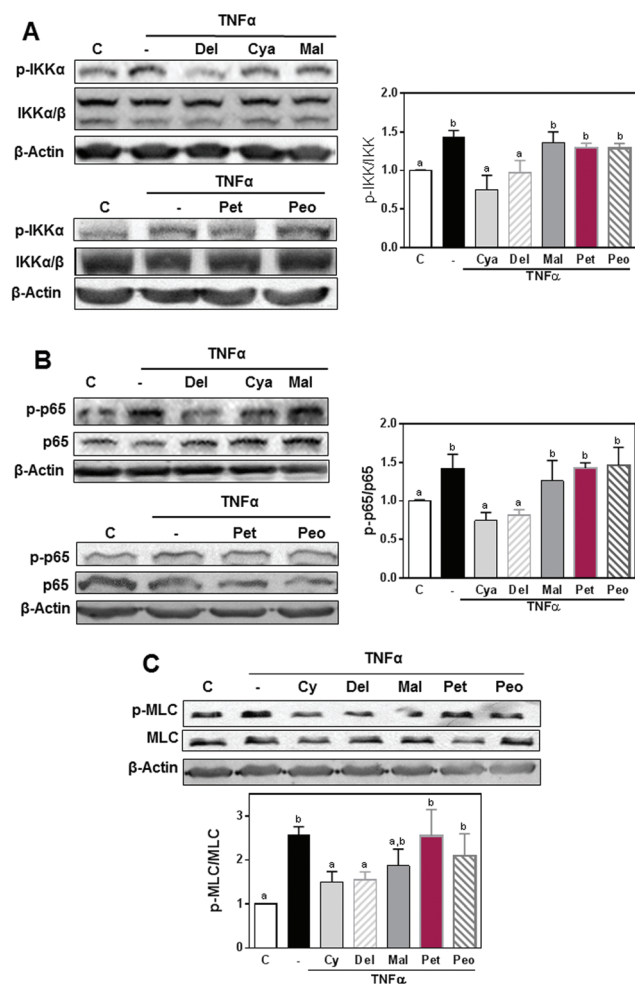 A
TNFα
C - Del Cya Mal
p-IKKα
IKKα/β
β-Actin
TNFα
C - Pet Peo
p-IKKα
IKKα/β
β-Actin
p-IKK/IKK
2.0
1.5
1.0
0.5
0.0
b
a
a
a
b
b
b
C - Cya Del Mal Pet Peo
TNFα
B
TNFα
C - Del Cya Mal
p-p65
p65
β-Actin
TNFα
C - Pet Peo
p-p65
p65
β-Actin
p-p65/p65
2.0
1.5
1.0
0.5
0.0
a
b
a
a
b
b
b
C - Cya Del Mal Pet Peo
TNFα
C
TNFα
C - Cy Del Mal Pet Peo
p-MLC
MLC
β-Actin
p-MLC/MLC
3
2
1
0
a
b
a
a
a,b
b
b
C - Cy Del Mal Pet Peo
TNFα